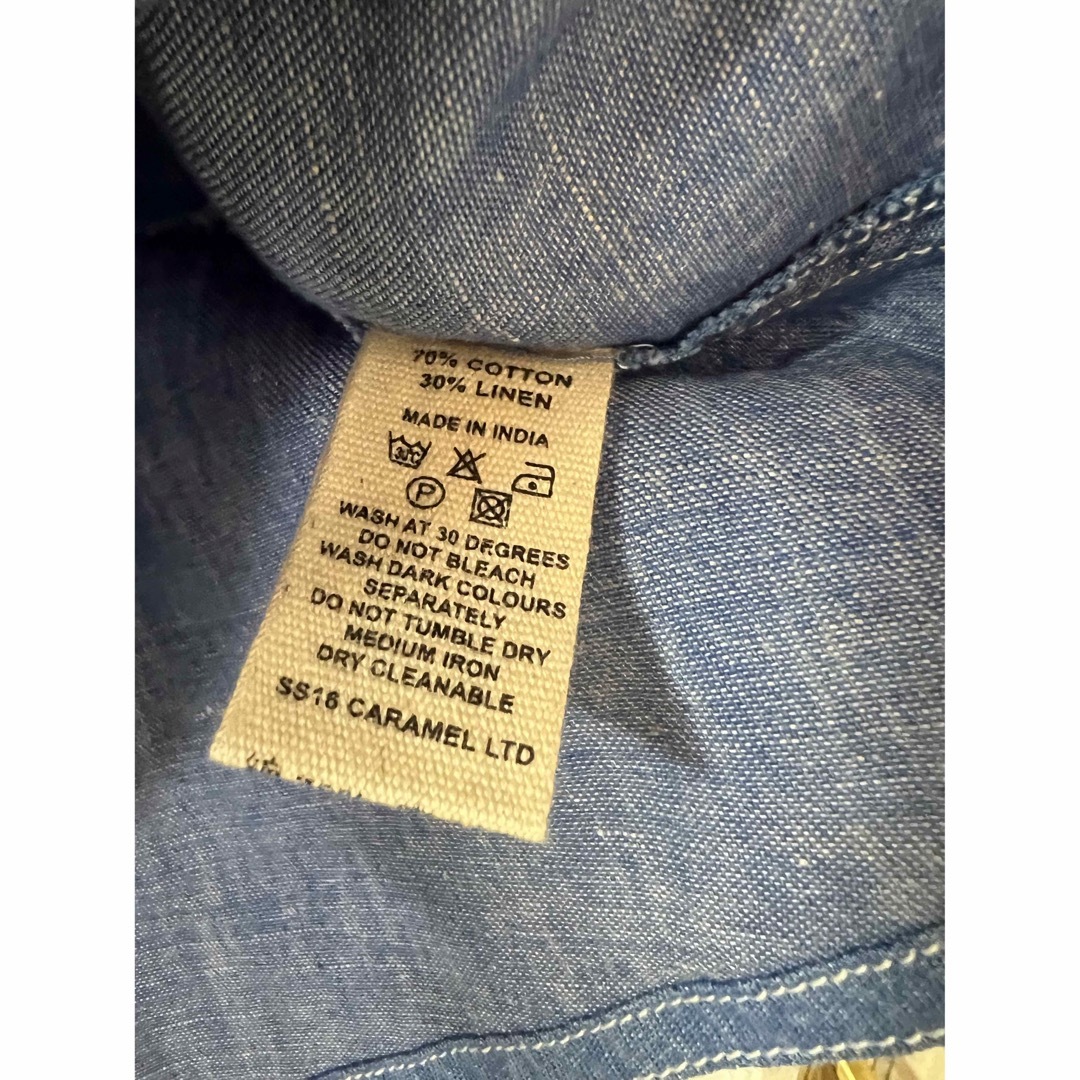 70% COTTON
30% LINEN
MADE IN INDIA
30
P
WASH AT 30 DEGREES
DO NOT BLEACH
WASH DARK COLOURS
SEPARATELY
DO NOT TUMBLE DRY
MEDIUM IRON
DRY CLEANABLE
SS16 CARAMEL LTD